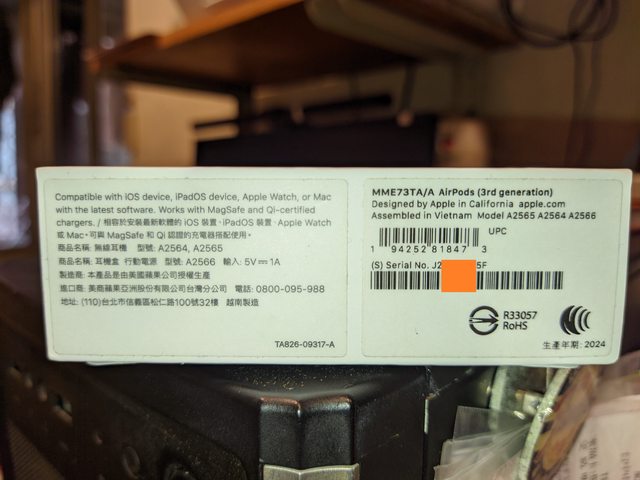 Compatible with iOS device, iPadOS device, Apple Watch, or Mac
with the latest software. Works with MagSafe and Qi-certified
chargers. / 相容於安裝最新軟體的 iOS 裝置、iPadOS 裝置、Apple Watch
或 Mac。可與 MagSafe 和 Qi 認證的充電器搭配使用。
商品名稱: 無線耳機 型號: A2564, A2565
商品名稱: 耳機盒 行動電源 型號: A2566 輸入: 5V⎓1A
製造商: 本產品是由美國蘋果公司授權生產
進口商: 美商蘋果亞洲股份有限公司台灣分公司 電話: 0800-095-988
地址: (110)台北市信義區松仁路100號32樓 越南製造
TA826-09317-A
MME73TA/A AirPods (3rd generation)
Designed by Apple in California apple.com
Assembled in Vietnam Model A2565 A2564 A2566
UPC
1 94252 81847 3
(S) Serial No. J2 5F
R33057
RoHS
生產年期: 2024